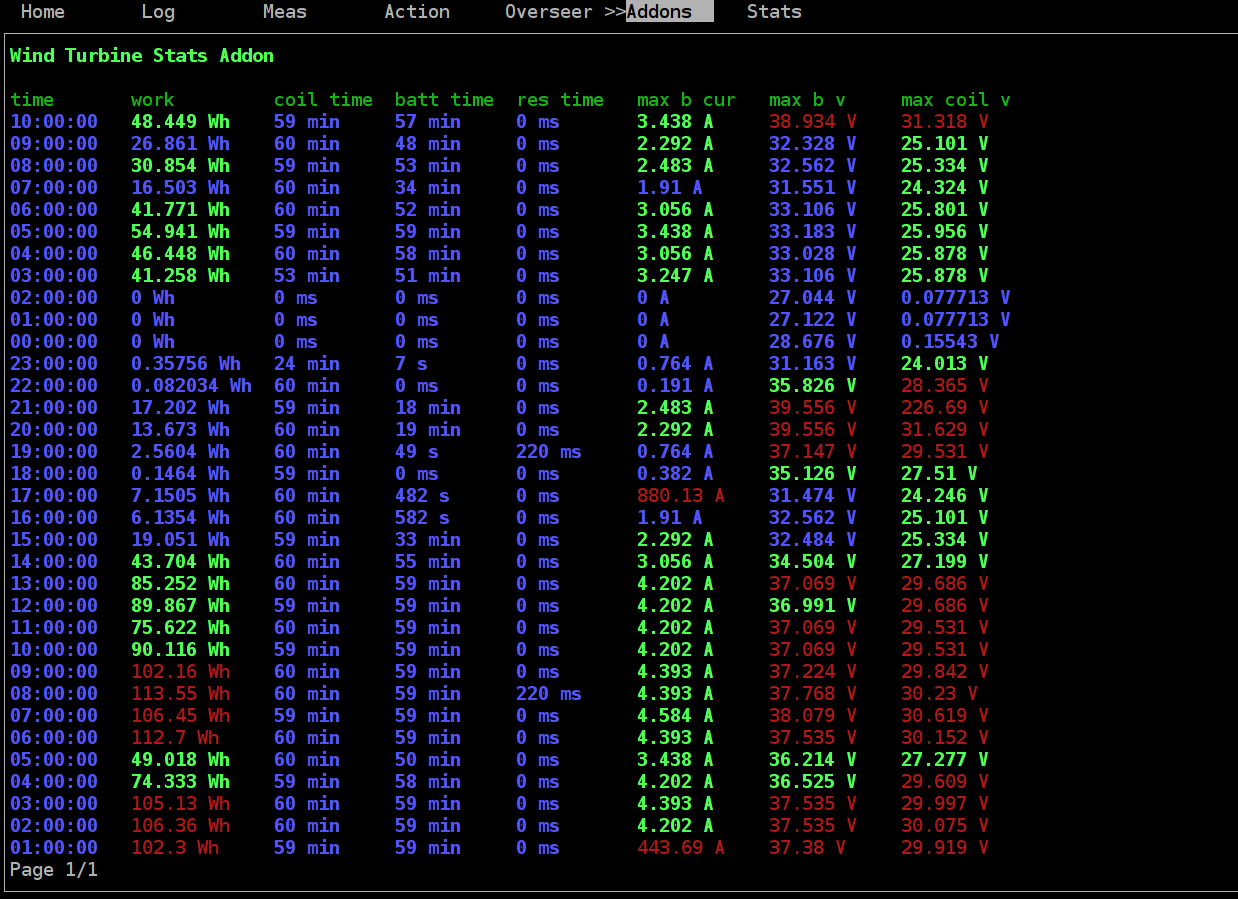 Home Log Meas Action Overseer >>Addons Stats
Wind Turbine Stats Addon
time work coil time batt time res time max b cur max b v max coil v
10:00:00 48.449 Wh 59 min 57 min 0 ms 3.438 A 38.934 V 31.318 V
09:00:00 26.861 Wh 60 min 48 min 0 ms 2.292 A 32.328 V 25.101 V
08:00:00 30.854 Wh 59 min 53 min 0 ms 2.483 A 32.562 V 25.334 V
07:00:00 16.503 Wh 60 min 34 min 0 ms 1.91 A 31.551 V 24.324 V
06:00:00 41.771 Wh 60 min 52 min 0 ms 3.056 A 33.106 V 25.801 V
05:00:00 54.941 Wh 59 min 59 min 0 ms 3.438 A 33.183 V 25.956 V
04:00:00 46.448 Wh 60 min 58 min 0 ms 3.056 A 33.028 V 25.878 V
03:00:00 41.258 Wh 53 min 51 min 0 ms 3.247 A 33.106 V 25.878 V
02:00:00 0 Wh 0 ms 0 ms 0 ms 0 A 27.044 V 0.077713 V
01:00:00 0 Wh 0 ms 0 ms 0 ms 0 A 27.122 V 0.077713 V
00:00:00 0 Wh 0 ms 0 ms 0 ms 0 A 28.676 V 0.15543 V
23:00:00 0.35756 Wh 24 min 7 s 0 ms 0.764 A 31.163 V 24.013 V
22:00:00 0.082034 Wh 60 min 0 ms 0 ms 0.191 A 35.826 V 28.365 V
21:00:00 17.202 Wh 59 min 18 min 0 ms 2.483 A 39.556 V 226.69 V
20:00:00 13.673 Wh 60 min 19 min 0 ms 2.292 A 39.556 V 31.629 V
19:00:00 2.5604 Wh 60 min 49 s 220 ms 0.764 A 37.147 V 29.531 V
18:00:00 0.1464 Wh 59 min 0 ms 0 ms 0.382 A 35.126 V 27.51 V
17:00:00 7.1505 Wh 60 min 482 s 0 ms 880.13 A 31.474 V 24.246 V
16:00:00 6.1354 Wh 60 min 582 s 0 ms 1.91 A 32.562 V 25.101 V
15:00:00 19.051 Wh 59 min 33 min 0 ms 2.292 A 32.484 V 25.334 V
14:00:00 43.704 Wh 60 min 55 min 0 ms 3.056 A 34.504 V 27.199 V
13:00:00 85.252 Wh 60 min 59 min 0 ms 4.202 A 37.069 V 29.686 V
12:00:00 89.867 Wh 59 min 59 min 0 ms 4.202 A 36.991 V 29.686 V
11:00:00 75.622 Wh 60 min 59 min 0 ms 4.202 A 37.069 V 29.531 V
10:00:00 90.116 Wh 60 min 59 min 0 ms 4.202 A 37.069 V 29.531 V
09:00:00 102.16 Wh 60 min 59 min 0 ms 4.393 A 37.224 V 29.842 V
08:00:00 113.55 Wh 60 min 59 min 220 ms 4.393 A 37.768 V 30.23 V
07:00:00 106.45 Wh 59 min 59 min 0 ms 4.584 A 38.079 V 30.619 V
06:00:00 112.7 Wh 60 min 59 min 0 ms 4.393 A 37.535 V 30.152 V
05:00:00 49.018 Wh 60 min 50 min 0 ms 3.438 A 36.214 V 27.277 V
04:00:00 74.333 Wh 59 min 58 min 0 ms 4.202 A 36.525 V 29.609 V
03:00:00 105.13 Wh 60 min 59 min 0 ms 4.393 A 37.535 V 29.997 V
02:00:00 106.36 Wh 60 min 59 min 0 ms 4.202 A 37.535 V 30.075 V
01:00:00 102.3 Wh 59 min 59 min 0 ms 443.69 A 37.38 V 29.919 V
Page 1/1